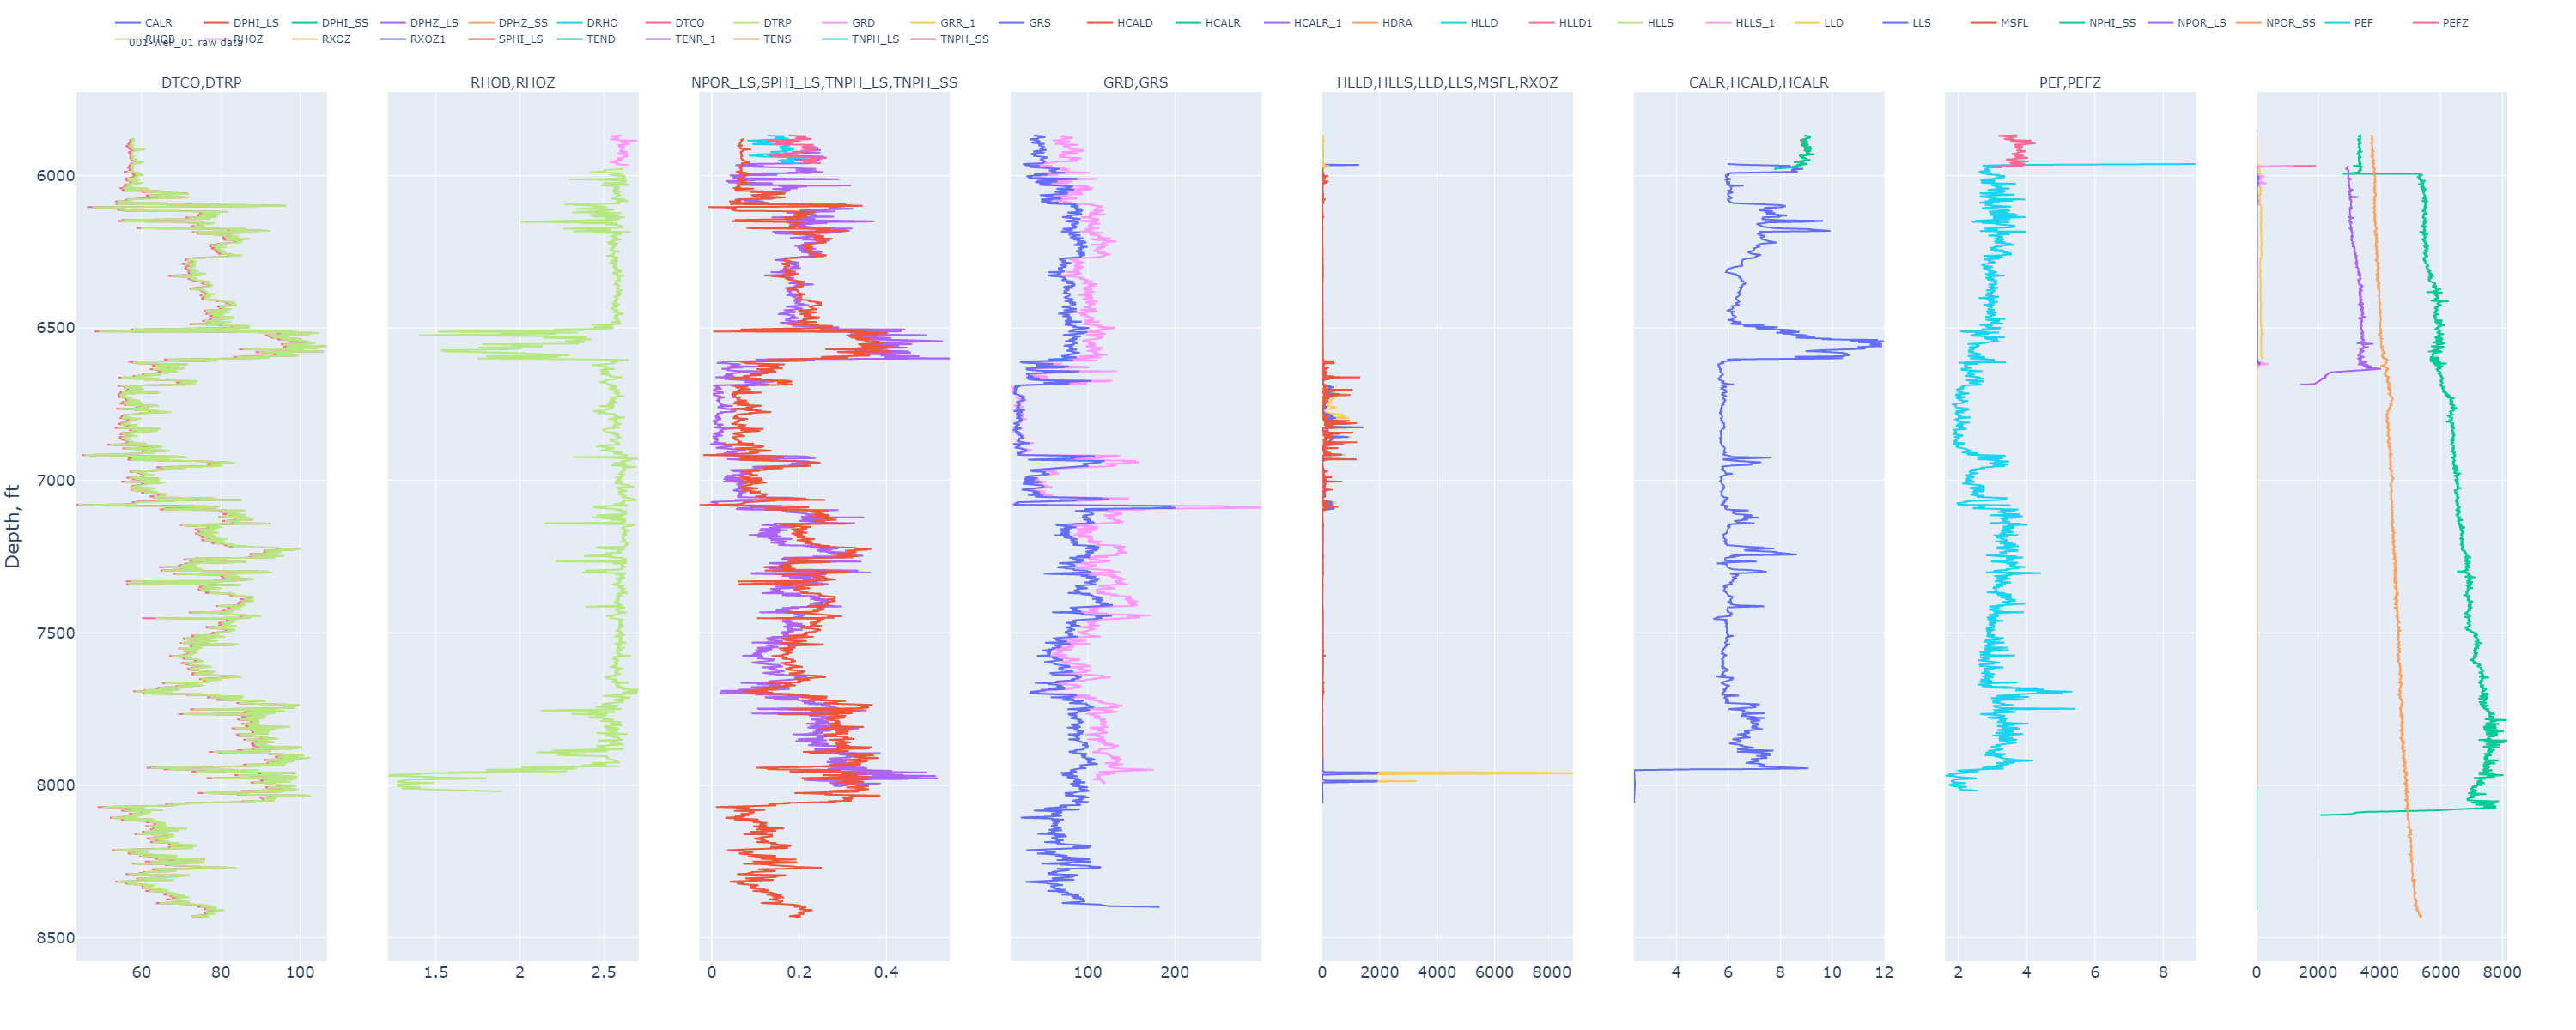 CALR DPHI_LS DPHI_SS DPHZ_LS DPHZ_SS DRHO DTCO DTRP GRD GRR_1 GRS HCALD HCALR HCALR_1 HDRA HLLD HLLD1 HLLS HLLS_1 LLD LLS MSFL NPHI_SS NPOR_LS NPOR_SS PEF PEFZ
RHOB RHOZ RXOZ RXOZ1 SPHI_LS TEND TENR_1 TENS TNPH_LS TNPH_SS
001-Well_01 raw data
DTCO,DTRP RHOB,RHOZ NPOR_LS,SPHI_LS,TNPH_LS,TNPH_SS GRD,GRS HLLD,HLLS,LLD,LLS,MSFL,RXOZ CALR,HCALD,HCALR PEF,PEFZ
6000
6500
7000
7500
8000
8500
Depth, ft
60 80 100 1.5 2 2.5 0 0.2 0.4 100 200 0 2000 4000 6000 8000 4 6 8 10 12 2 4 6 8 0 2000 4000 6000 8000